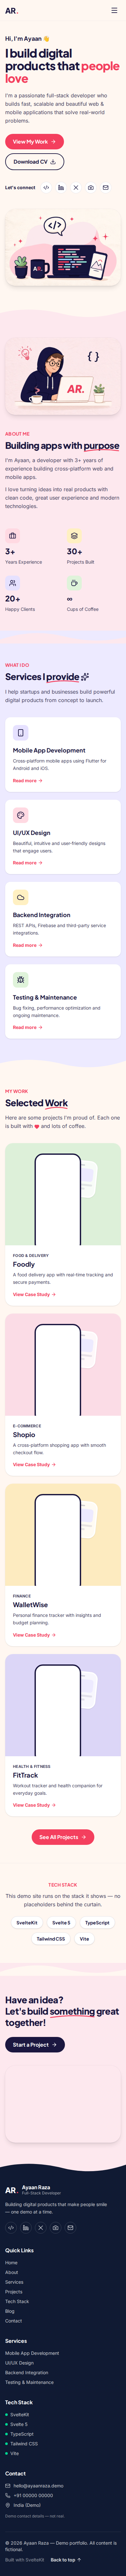 AR.
Hi, I'm Ayaan 👋
I build digital
products that people
love
I'm a passionate full-stack developer who
builds fast, scalable and beautiful web &
mobile applications that solve real-world
problems.
View My Work →
Download CV
Let's connect
AR.
ABOUT ME
Building apps with purpose
I'm Ayaan, a developer with 3+ years of
experience building cross-platform web and
mobile apps.
I love turning ideas into real products with
clean code, great user experience and modern
technologies.
3+
Years Experience
30+
Projects Built
20+
Happy Clients
∞
Cups of Coffee
WHAT I DO
Services I provide
I help startups and businesses build powerful
digital products from concept to launch.
Mobile App Development
Cross-platform mobile apps using Flutter for
Android and iOS.
Read more →
UI/UX Design
Beautiful, intuitive and user-friendly designs
that engage users.
Read more →
Backend Integration
REST APIs, Firebase and third-party service
integrations.
Read more →
Testing & Maintenance
Bug fixing, performance optimization and
ongoing maintenance.
Read more →
MY WORK
Selected Work
Here are some projects I'm proud of. Each one
is built with ❤ and lots of coffee.
FOOD & DELIVERY
Foodly
A food delivery app with real-time tracking and
secure payments.
View Case Study →
E-COMMERCE
Shopio
A cross-platform shopping app with smooth
checkout flow.
View Case Study →
FINANCE
WalletWise
Personal finance tracker with insights and
budget planning.
View Case Study →
HEALTH & FITNESS
FitTrack
Workout tracker and health companion for
everyday goals.
View Case Study →
See All Projects →
TECH STACK
This demo site runs on the stack it shows — no
placeholders behind the curtain.
SvelteKit
Svelte 5
TypeScript
Tailwind CSS
Vite
Have an idea?
Let's build something great
together!
Start a Project →
AR.
Ayaan Raza
Full-Stack Developer
Building digital products that make people smile
— one demo at a time.
Quick Links
Home
About
Services
Projects
Tech Stack
Blog
Contact
Services
Mobile App Development
UI/UX Design
Backend Integration
Testing & Maintenance
Tech Stack
SvelteKit
Svelte 5
TypeScript
Tailwind CSS
Vite
Contact
hello@ayaanraza.demo
+91 00000 00000
India (Demo)
Demo contact details — not real.
© 2026 Ayaan Raza — Demo portfolio. All content is
fictional.
Built with SvelteKit
Back to top ↑